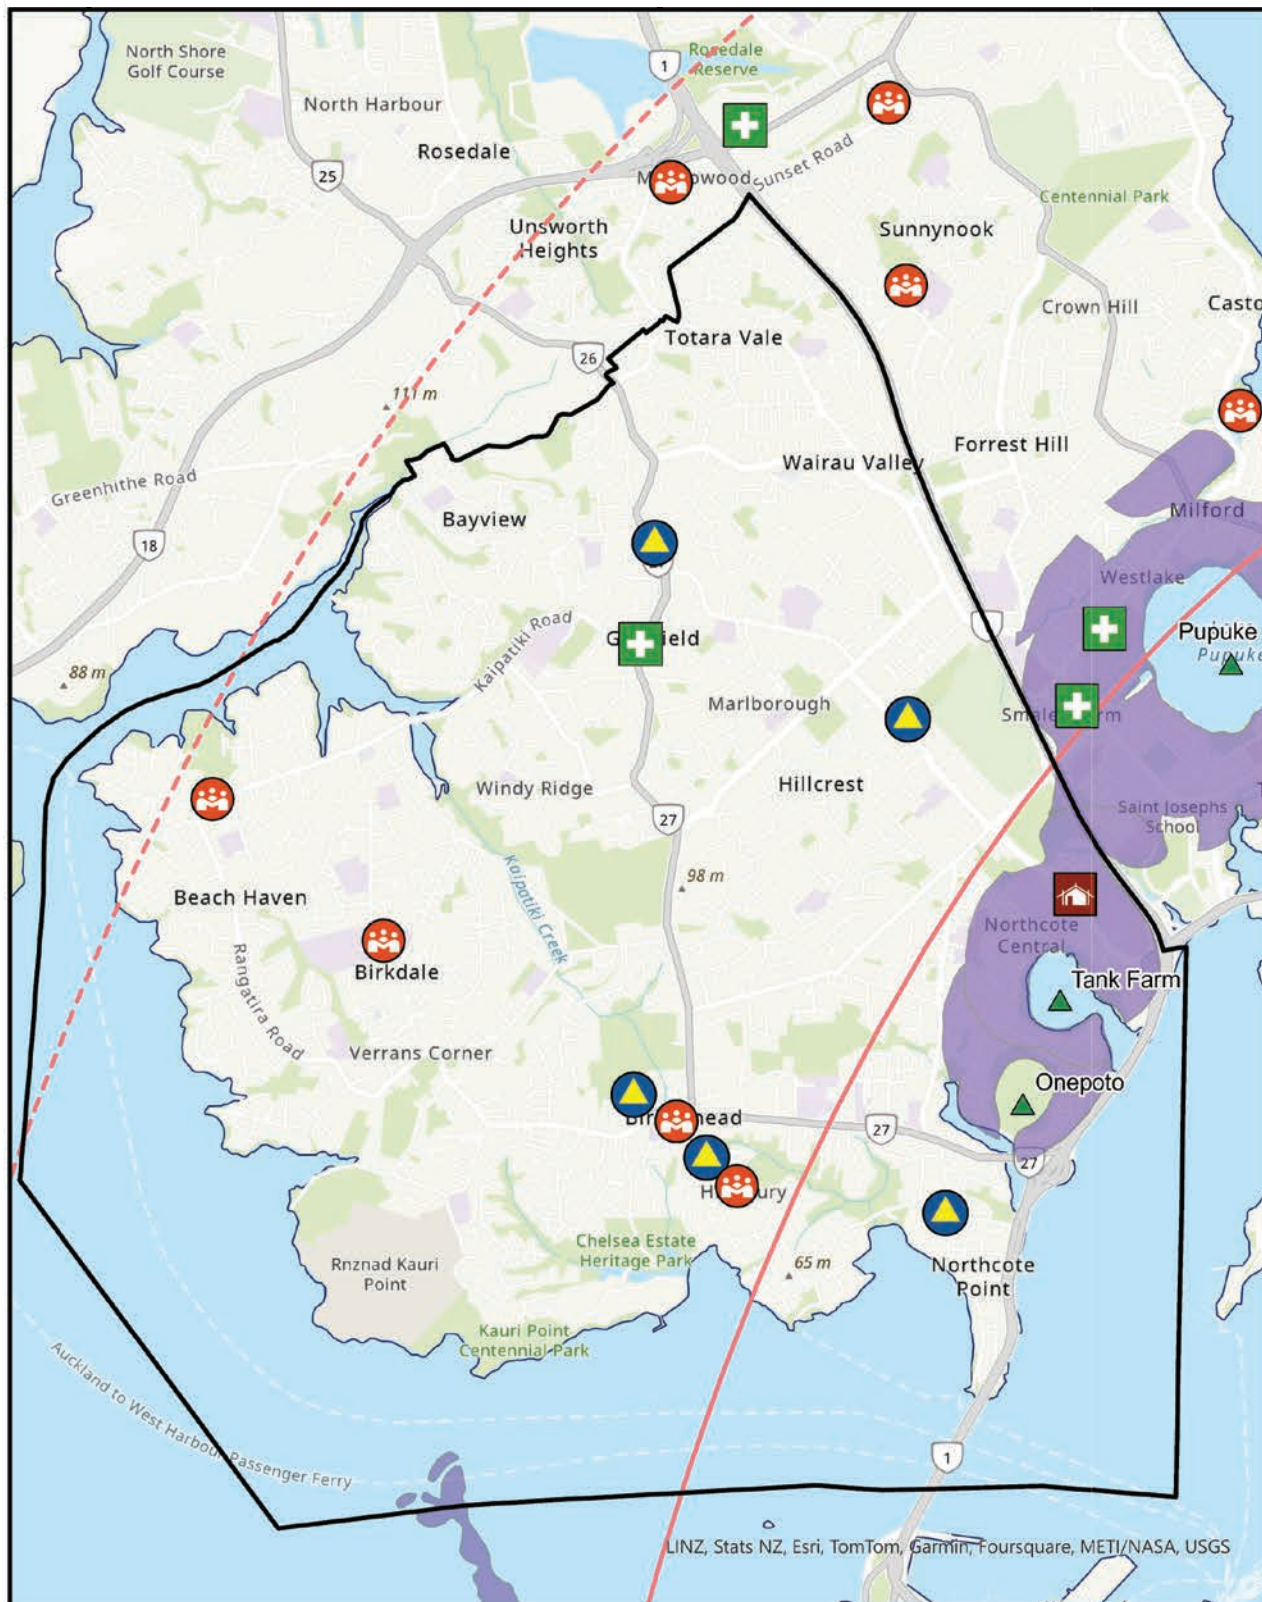 North Shore
Golf Course
Rosedale
Reserve
1
North Harbour
Rosedale
25
Sunset Road
Centennial Park
Unsworth
Heights
Sunnynook
Crown Hill
Totara Vale
26
111 m
Forrest Hill
Wairau Valley
Greenhithe Road
Milford
Bayview
18
Westlake
Kaipatiki Road
Pupuke
88 m
Marlborough
Hillcrest
Windy Ridge
27
Saint Josephs
School
Kaipatiki Creek
98 m
Beach Haven
Northcote
Central
Birkdale
Tank Farm
Rangatira Road
Verrans Corner
Onepoto
27
27
Chelsea Estate
Heritage Park
65 m
Northcote
Point
Rnznad Kauri
Point
Kauri Point
Centennial Park
Auckland to West Harbour Passenger Ferry
1
LINZ, Stats NZ, Esri, TomTom, Garmin, Foursquare, METI/NASA, USGS